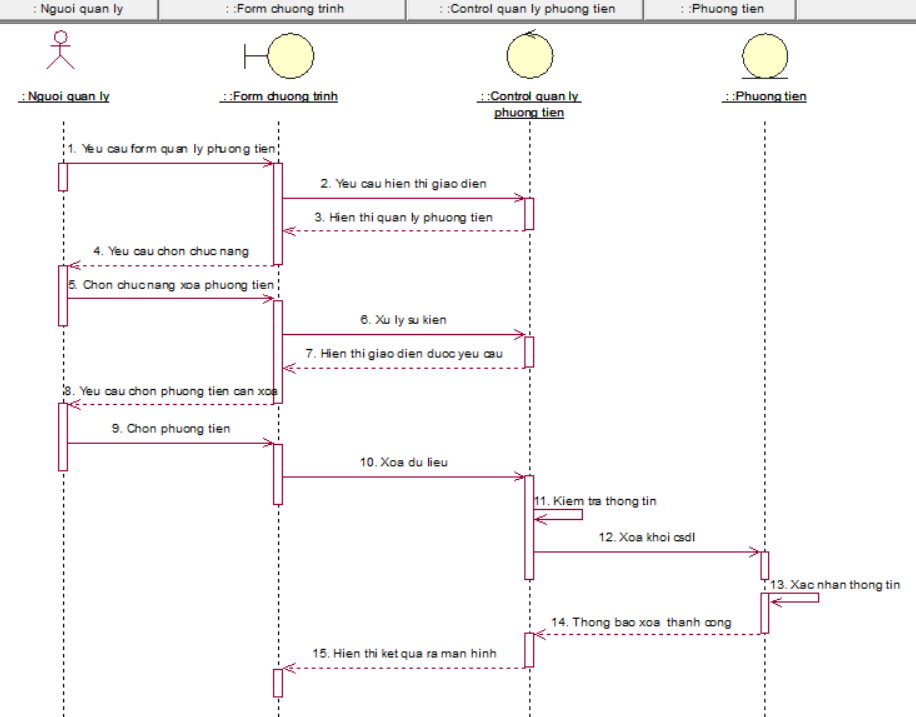 : Nguoi quan ly
: :Form chuong trinh
: :Control quan ly phuong tien
: :Phuong tien
: Nguoi quan ly
: :Form chuong trinh
: :Control quan ly
phuong tien
: :Phuong tien
1. Yeu cau form quan ly phuong tien
2. Yeu cau hien thi giao dien
3. Hien thi quan ly phuong tien
4. Yeu cau chon chuc nang
5. Chon chuc nang xoa phuong tien
6. Xu ly su kien
7. Hien thi giao dien duoc yeu cau
8. Yeu cau chon phuong tien can xoa
9. Chon phuong tien
10. Xoa du lieu
11. Kiem tra thong tin
12. Xoa khoi csdl
13. Xac nhan thong tin
14. Thong bao xoa thanh cong
15. Hien thi ket qua ra man hinh